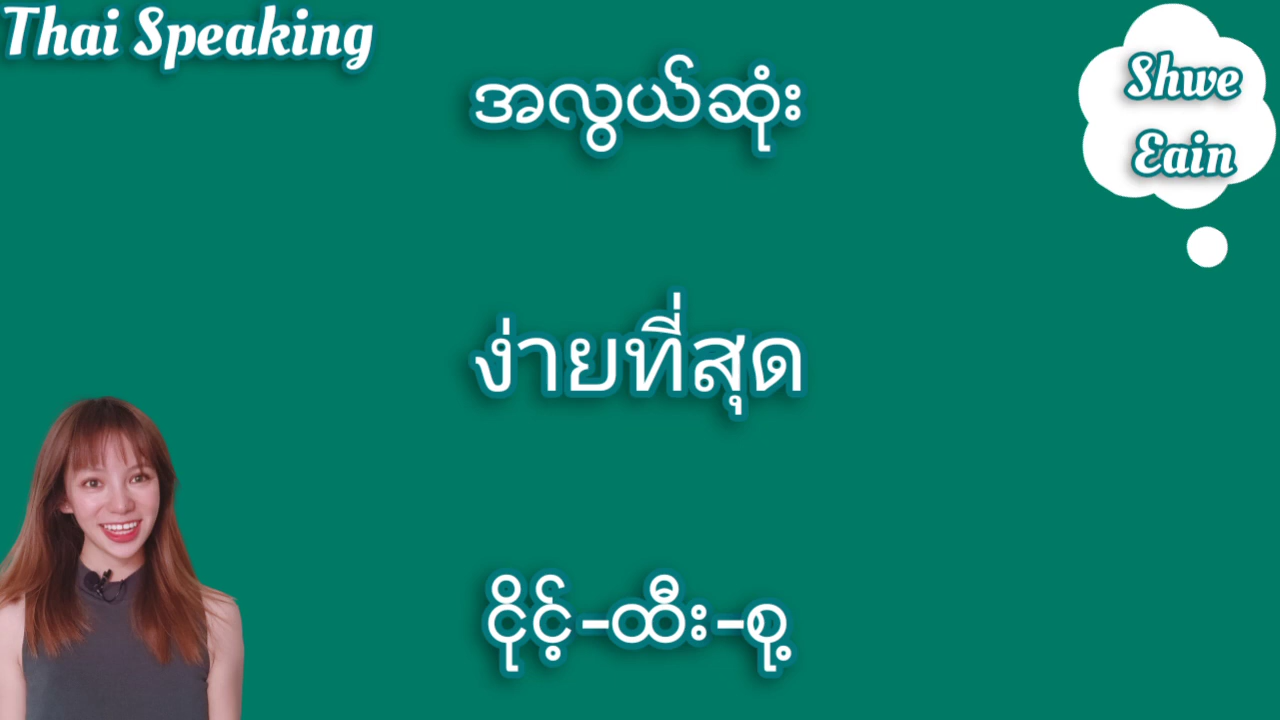 Thai Speaking
Shwe
Eain
အလွယ်ဆုံး
ง่ายที่สุด
ငိုင့်-ထီး-စု့